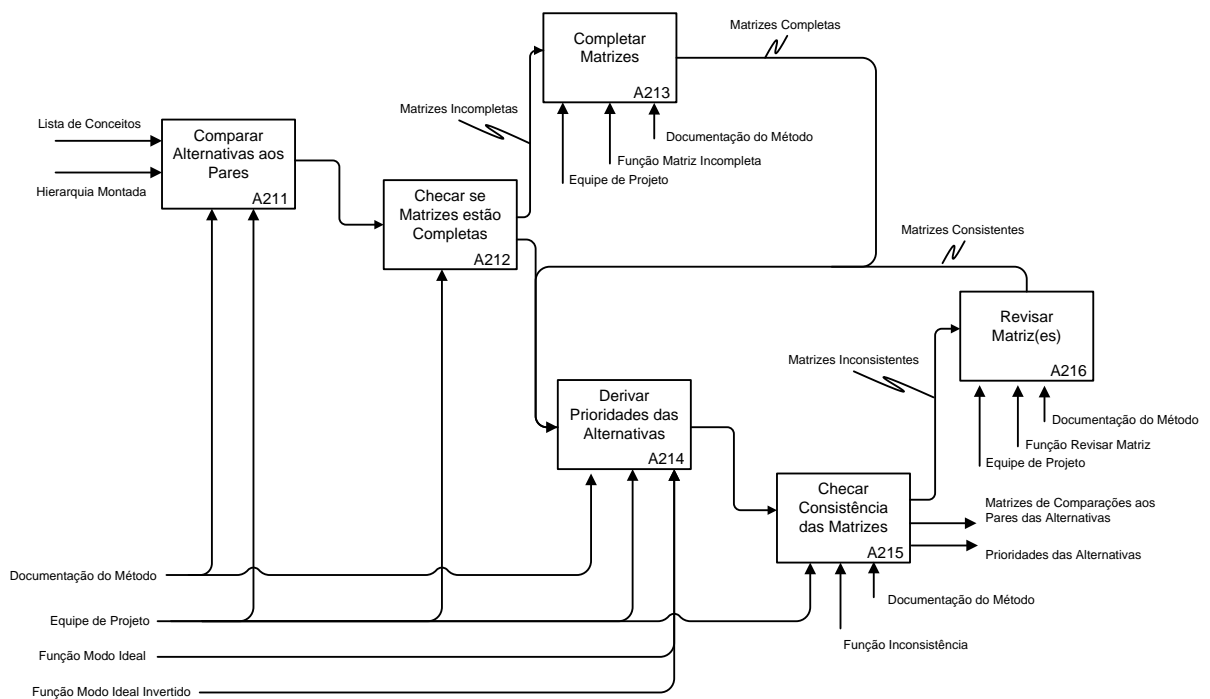 Matrizes Completas
Completar
Matrizes
A213
Matrizes Incompletas
Lista de Conceitos
Comparar
Alternativas aos
Pares
A211
Hierarquia Montada
Documentação do Método
Função Matriz Incompleta
Equipe de Projeto
Checar se
Matrizes estão
Completas
A212
Matrizes Consistentes
Revisar
Matriz(es)
A216
Matrizes Inconsistentes
Derivar
Prioridades das
Alternativas
A214
Documentação do Método
Função Revisar Matriz
Equipe de Projeto
Checar
Consistência
das Matrizes
A215
Matrizes de Comparações aos
Pares das Alternativas
Prioridades das Alternativas
Documentação do Método
Documentação do Método
Equipe de Projeto
Função Inconsistência
Função Modo Ideal
Função Modo Ideal Invertido